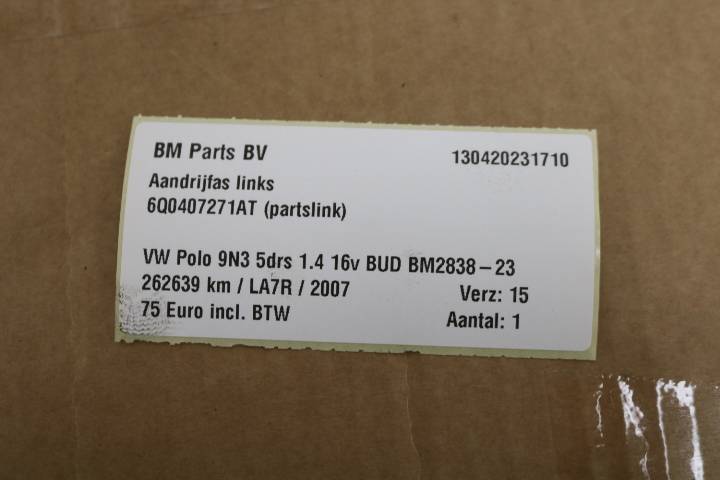 BM Parts BV 130420231710
Aandrijfas links
6Q0407271AT (partslink)
VW Polo 9N3 5drs 1.4 16v BUD BM2838-23
262639 km / LA7R / 2007 Verz: 15
75 Euro incl. BTW Aantal: 1